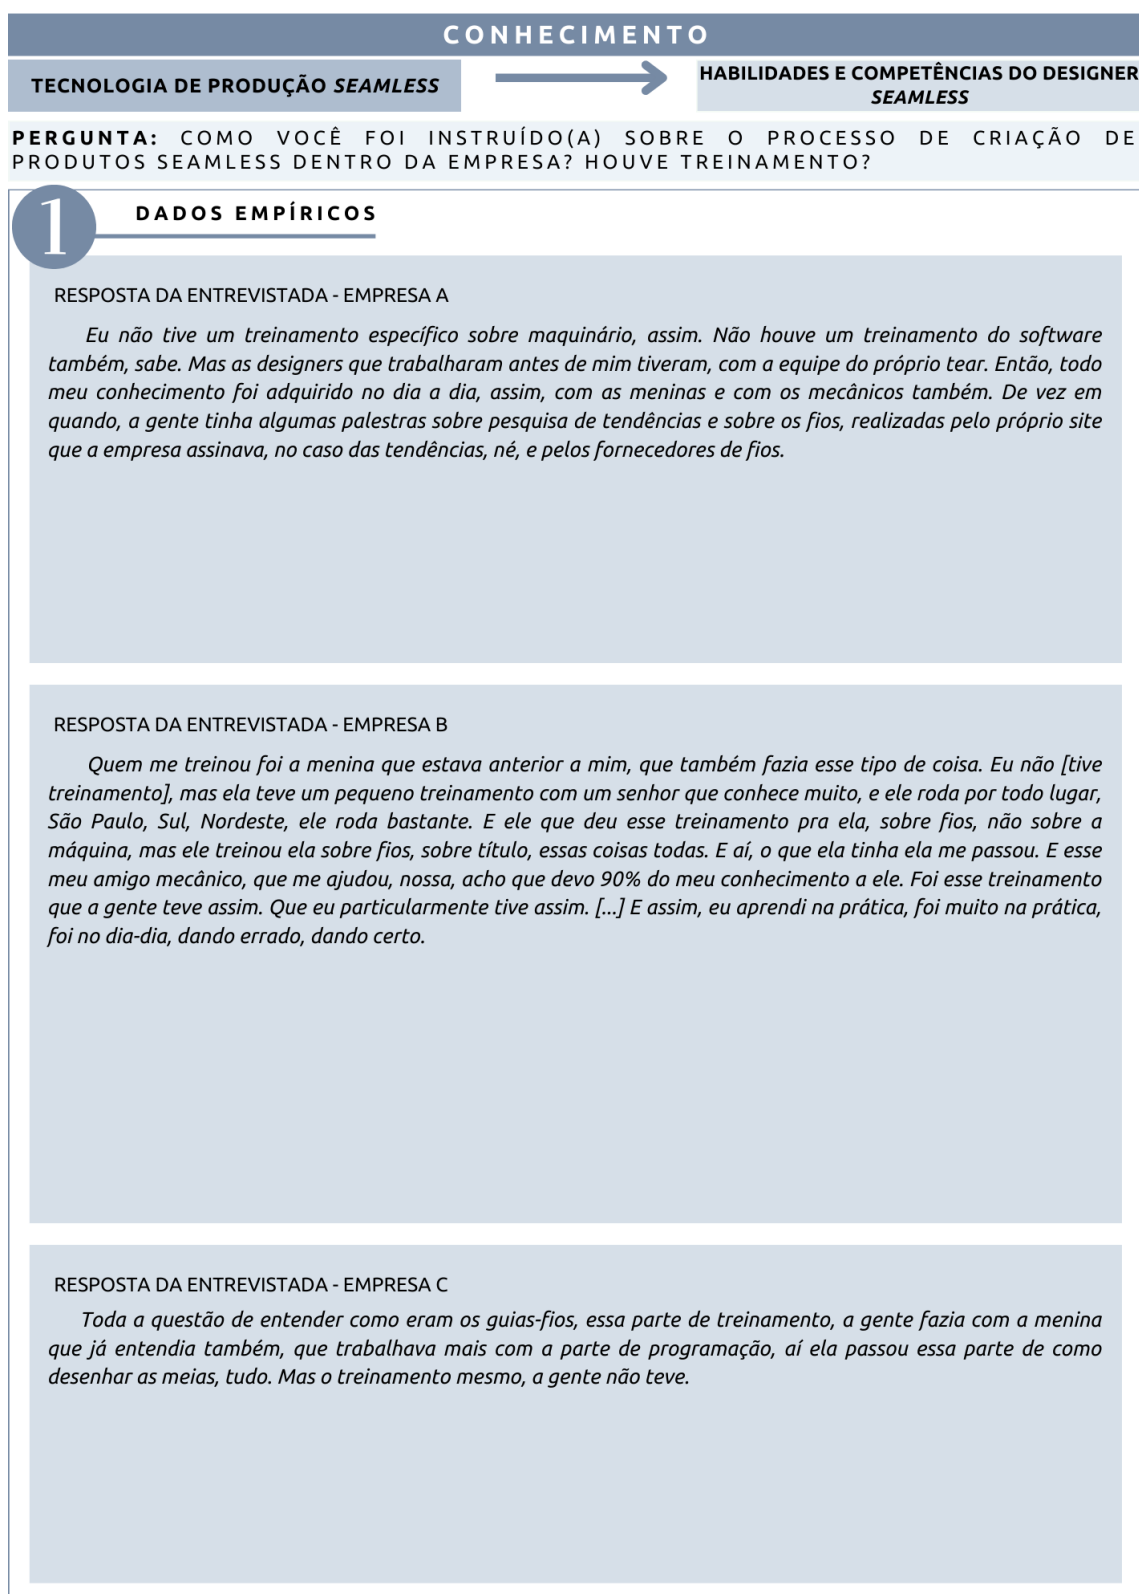 CONHECIMENTO
TECNOLOGIA DE PRODUÇÃO SEAMLESS
HABILIDADES E COMPETÊNCIAS DO DESIGNER
SEAMLESS
PERGUNTA: COMO VOCÊ FOI INSTRUÍDO(A) SOBRE O PROCESSO DE CRIAÇÃO DE
PRODUTOS SEAMLESS DENTRO DA EMPRESA? HOUVE TREINAMENTO?
1
DADOS EMPÍRICOS
RESPOSTA DA ENTREVISTADA - EMPRESA A
Eu não tive um treinamento específico sobre maquinário, assim. Não houve um treinamento do software
também, sabe. Mas as designers que trabalharam antes de mim tiveram, com a equipe do próprio tear. Então, todo
meu conhecimento foi adquirido no dia a dia, assim, com as meninas e com os mecânicos também. De vez em
quando, a gente tinha algumas palestras sobre pesquisa de tendências e sobre os fios, realizadas pelo próprio site
que a empresa assinava, no caso das tendências, né, e pelos fornecedores de fios.
RESPOSTA DA ENTREVISTADA - EMPRESA B
Quem me treinou foi a menina que estava anterior a mim, que também fazia esse tipo de coisa. Eu não [tive
treinamento], mas ela teve um pequeno treinamento com um senhor que conhece muito, e ele roda por todo lugar,
São Paulo, Sul, Nordeste, ele roda bastante. E ele que deu esse treinamento pra ela, sobre fios, não sobre a
máquina, mas ele treinou ela sobre fios, sobre título, essas coisas todas. E aí, o que ela tinha ela me passou. E esse
meu amigo mecânico, que me ajudou, nossa, acho que devo 90% do meu conhecimento a ele. Foi esse treinamento
que a gente teve assim. Que eu particularmente tive assim. [...] E assim, eu aprendi na prática, foi muito na prática,
foi no dia-dia, dando errado, dando certo.
RESPOSTA DA ENTREVISTADA - EMPRESA C
Toda a questão de entender como eram os guias-fios, essa parte de treinamento, a gente fazia com a menina
que já entendia também, que trabalhava mais com a parte de programação, aí ela passou essa parte de como
desenhar as meias, tudo. Mas o treinamento mesmo, a gente não teve.